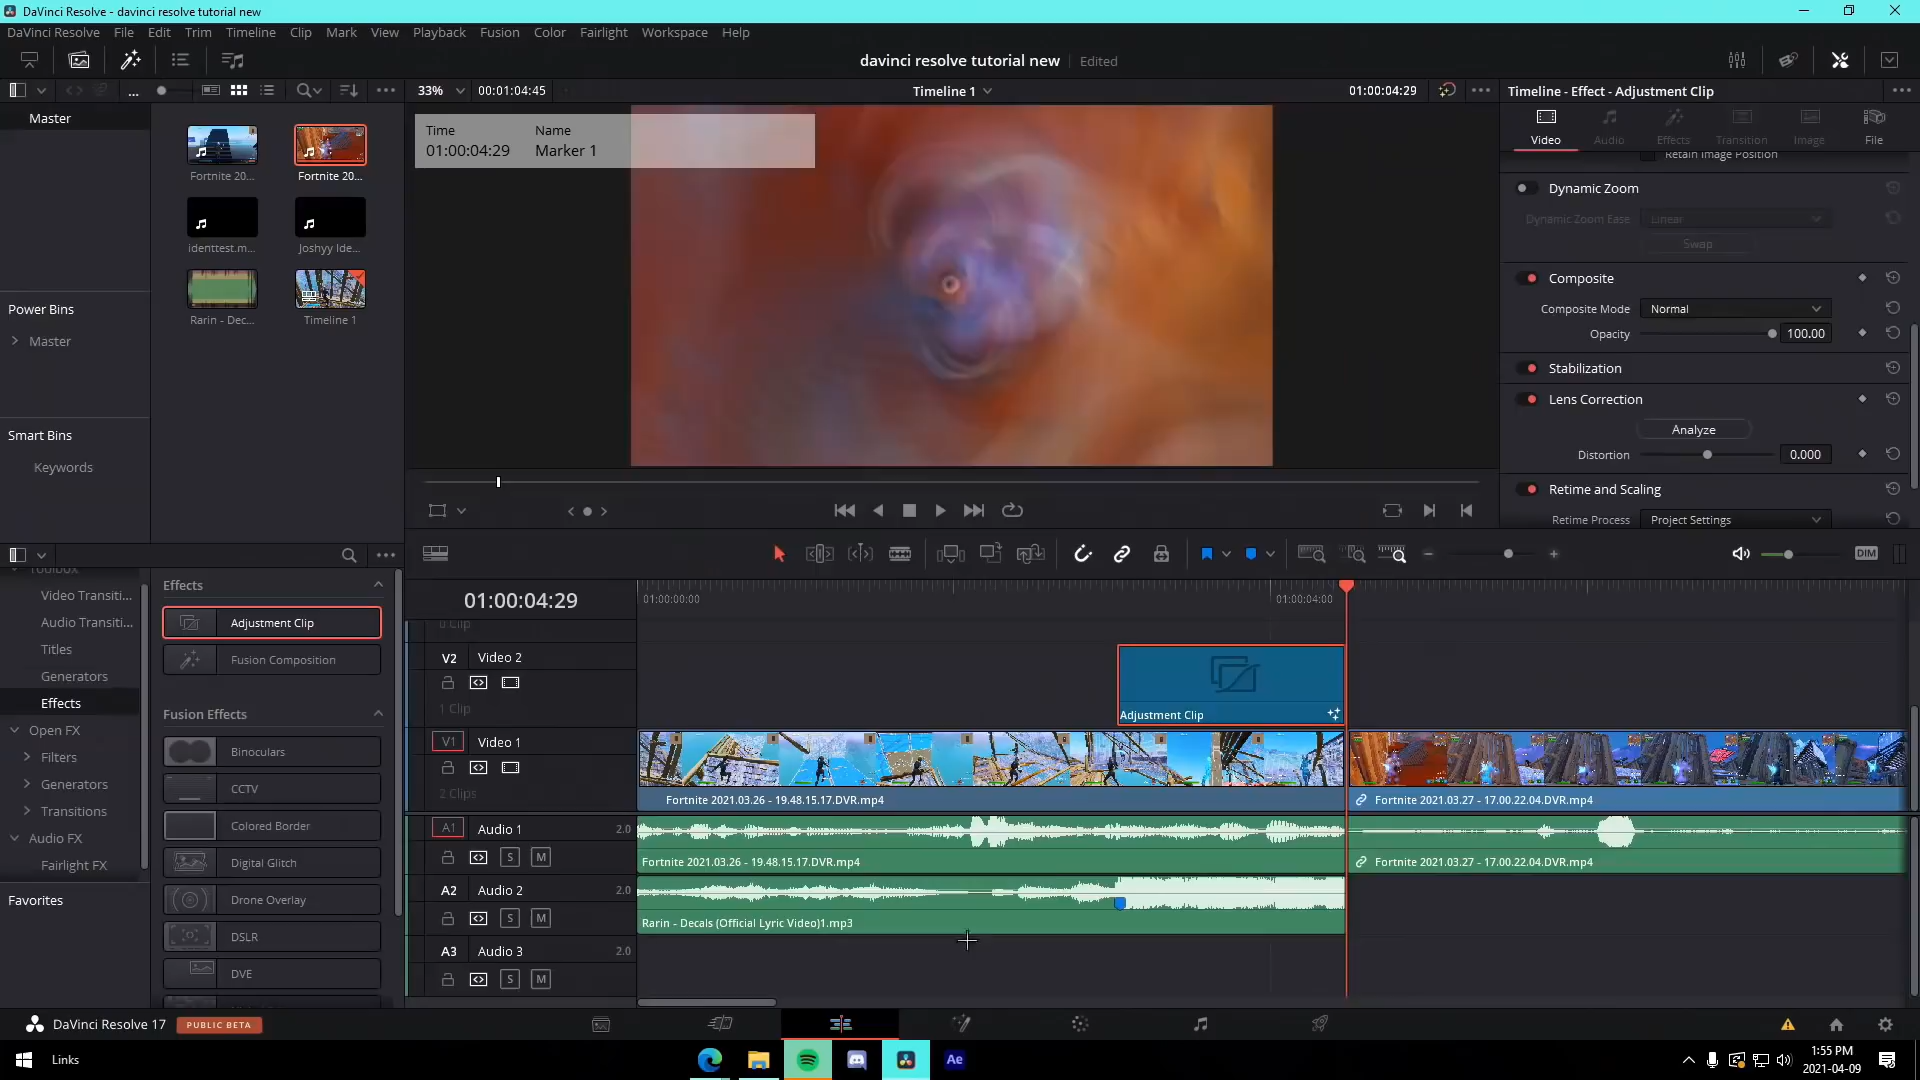 DaVinci Resolve - davinci resolve tutorial new
DaVinci Resolve File Edit Trim Timeline Clip Mark View Playback Fusion Color Fairlight Workspace Help
davinci resolve tutorial new Edited
33% 00:01:04:45 Timeline 1 01:00:04:29 Timeline - Effect - Adjustment Clip
Master
Fortnite 20...
Fortnite 20...
identtest.m...
Joshyy Ide...
Rarin - Dec...
Timeline 1
Power Bins
Master
Smart Bins
Keywords
Time Name
01:00:04:29 Marker 1
Video Audio Effects Transition Image File
Retain Image Position
Dynamic Zoom
Dynamic Zoom Ease Linear
Swap
Composite
Composite Mode Normal
Opacity 100.00
Stabilization
Lens Correction
Analyze
Distortion 0.000
Retime and Scaling
Retime Process Project Settings
DIM
Toolbox
Video Transiti...
Audio Transiti...
Titles
Generators
Effects
Open FX
Filters
Generators
Transitions
Audio FX
Fairlight FX
Favorites
Effects
Adjustment Clip
Fusion Composition
Fusion Effects
Binoculars
CCTV
Colored Border
Digital Glitch
Drone Overlay
DSLR
DVE
01:00:04:29
01:00:00:00 01:00:04:00
0 Clip
V2 Video 2
1 Clip
Adjustment Clip
V1 Video 1
2 Clips
Fortnite 2021.03.26 - 19.48.15.17.DVR.mp4
Fortnite 2021.03.27 - 17.00.22.04.DVR.mp4
A1 Audio 1 2.0
S M
Fortnite 2021.03.26 - 19.48.15.17.DVR.mp4
Fortnite 2021.03.27 - 17.00.22.04.DVR.mp4
A2 Audio 2 2.0
S M
Rarin - Decals (Official Lyric Video)1.mp3
A3 Audio 3 2.0
S M
DaVinci Resolve 17 PUBLIC BETA
Links
Ae
1:55 PM
2021-04-09